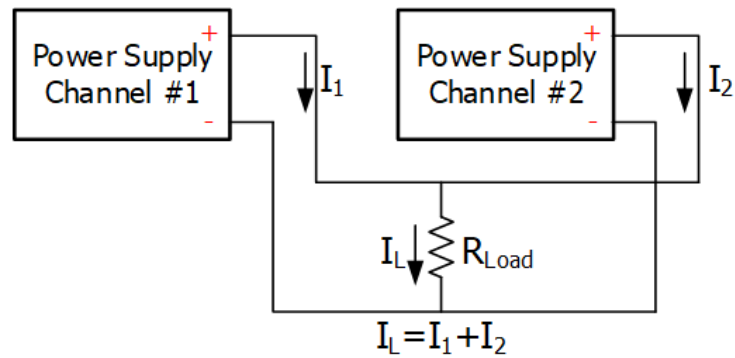 Power Supply
Channel #1
+
-
I1
Power Supply
Channel #2
+
-
I2
IL
RLoad
IL=I1+I2